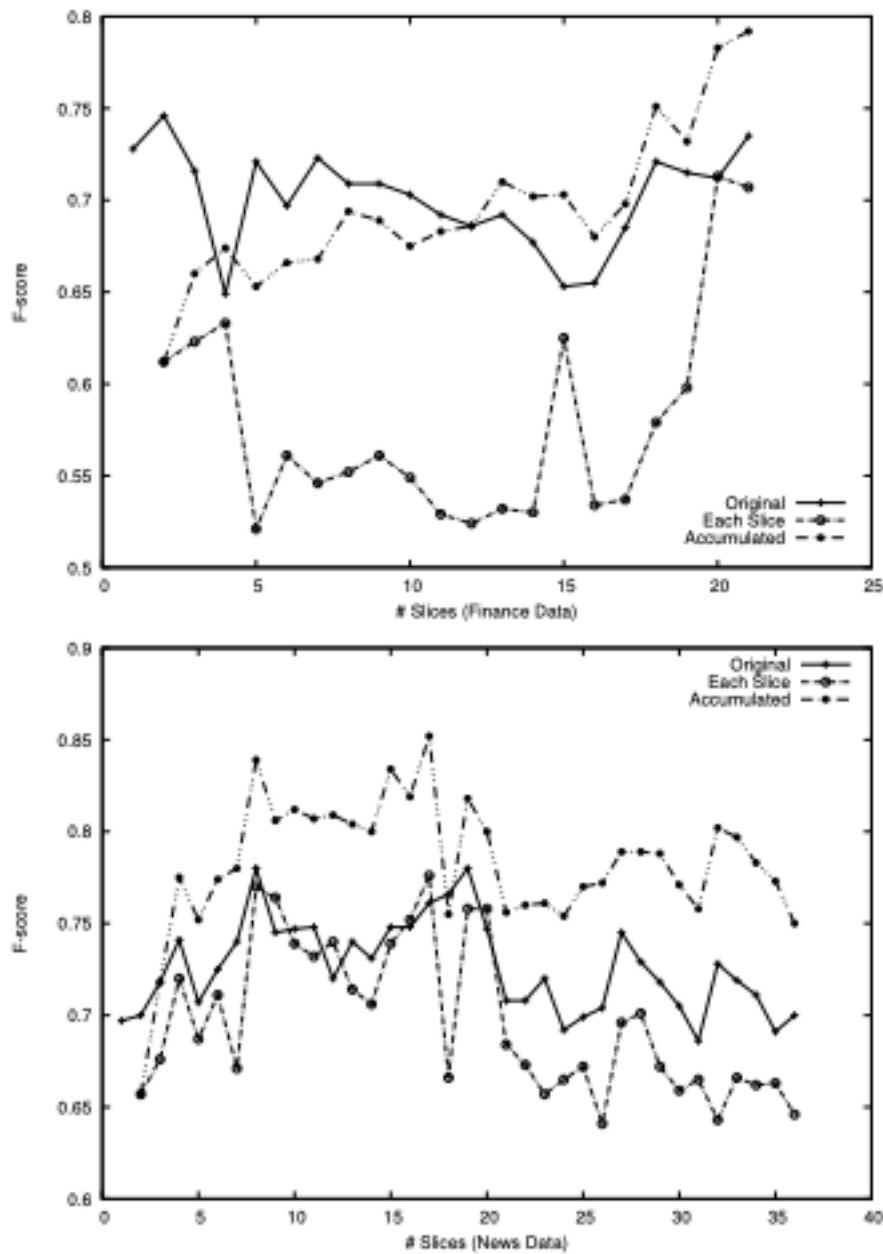 0.8
0.75
0.7
0.65
0.6
0.55
0.5
F-score
Original
Each Slice
Accumulated
0 5 10 15 20 25
# Slices (Finance Data)
0.9
0.85
0.8
0.75
0.7
0.65
0.6
F-score
Original
Each Slice
Accumulated
0 5 10 15 20 25 30 35 40
# Slices (News Data)